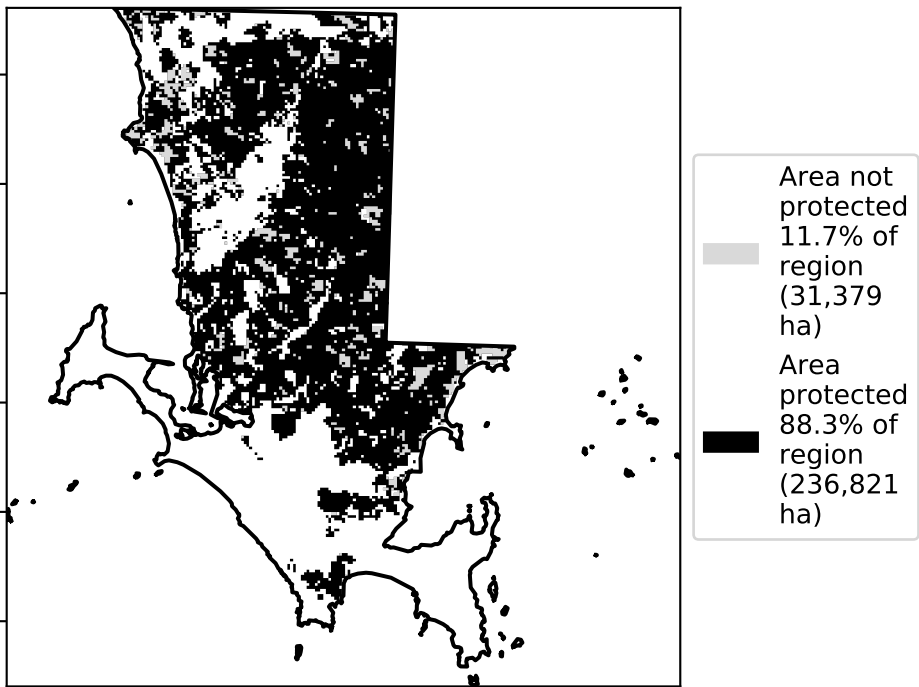 Area not
protected
11.7% of
region
(31,379
ha)
Area
protected
88.3% of
region
(236,821
ha)